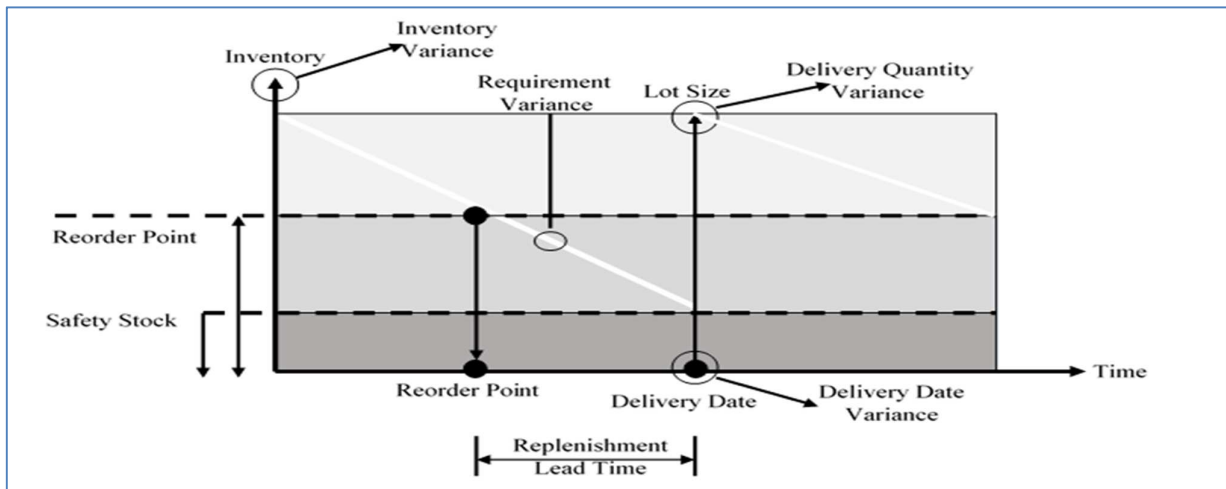 Inventory
Variance
Inventory
Requirement
Variance
Lot Size
Delivery Quantity
Variance
Reorder Point
Safety Stock
Reorder Point
Delivery Date
Time
Delivery Date
Variance
Replenishment
Lead Time